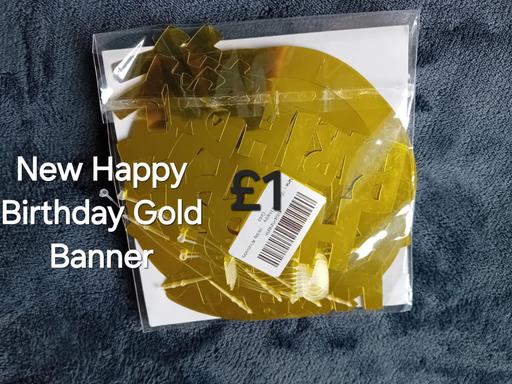 New Happy
Birthday Gold
Banner
£1